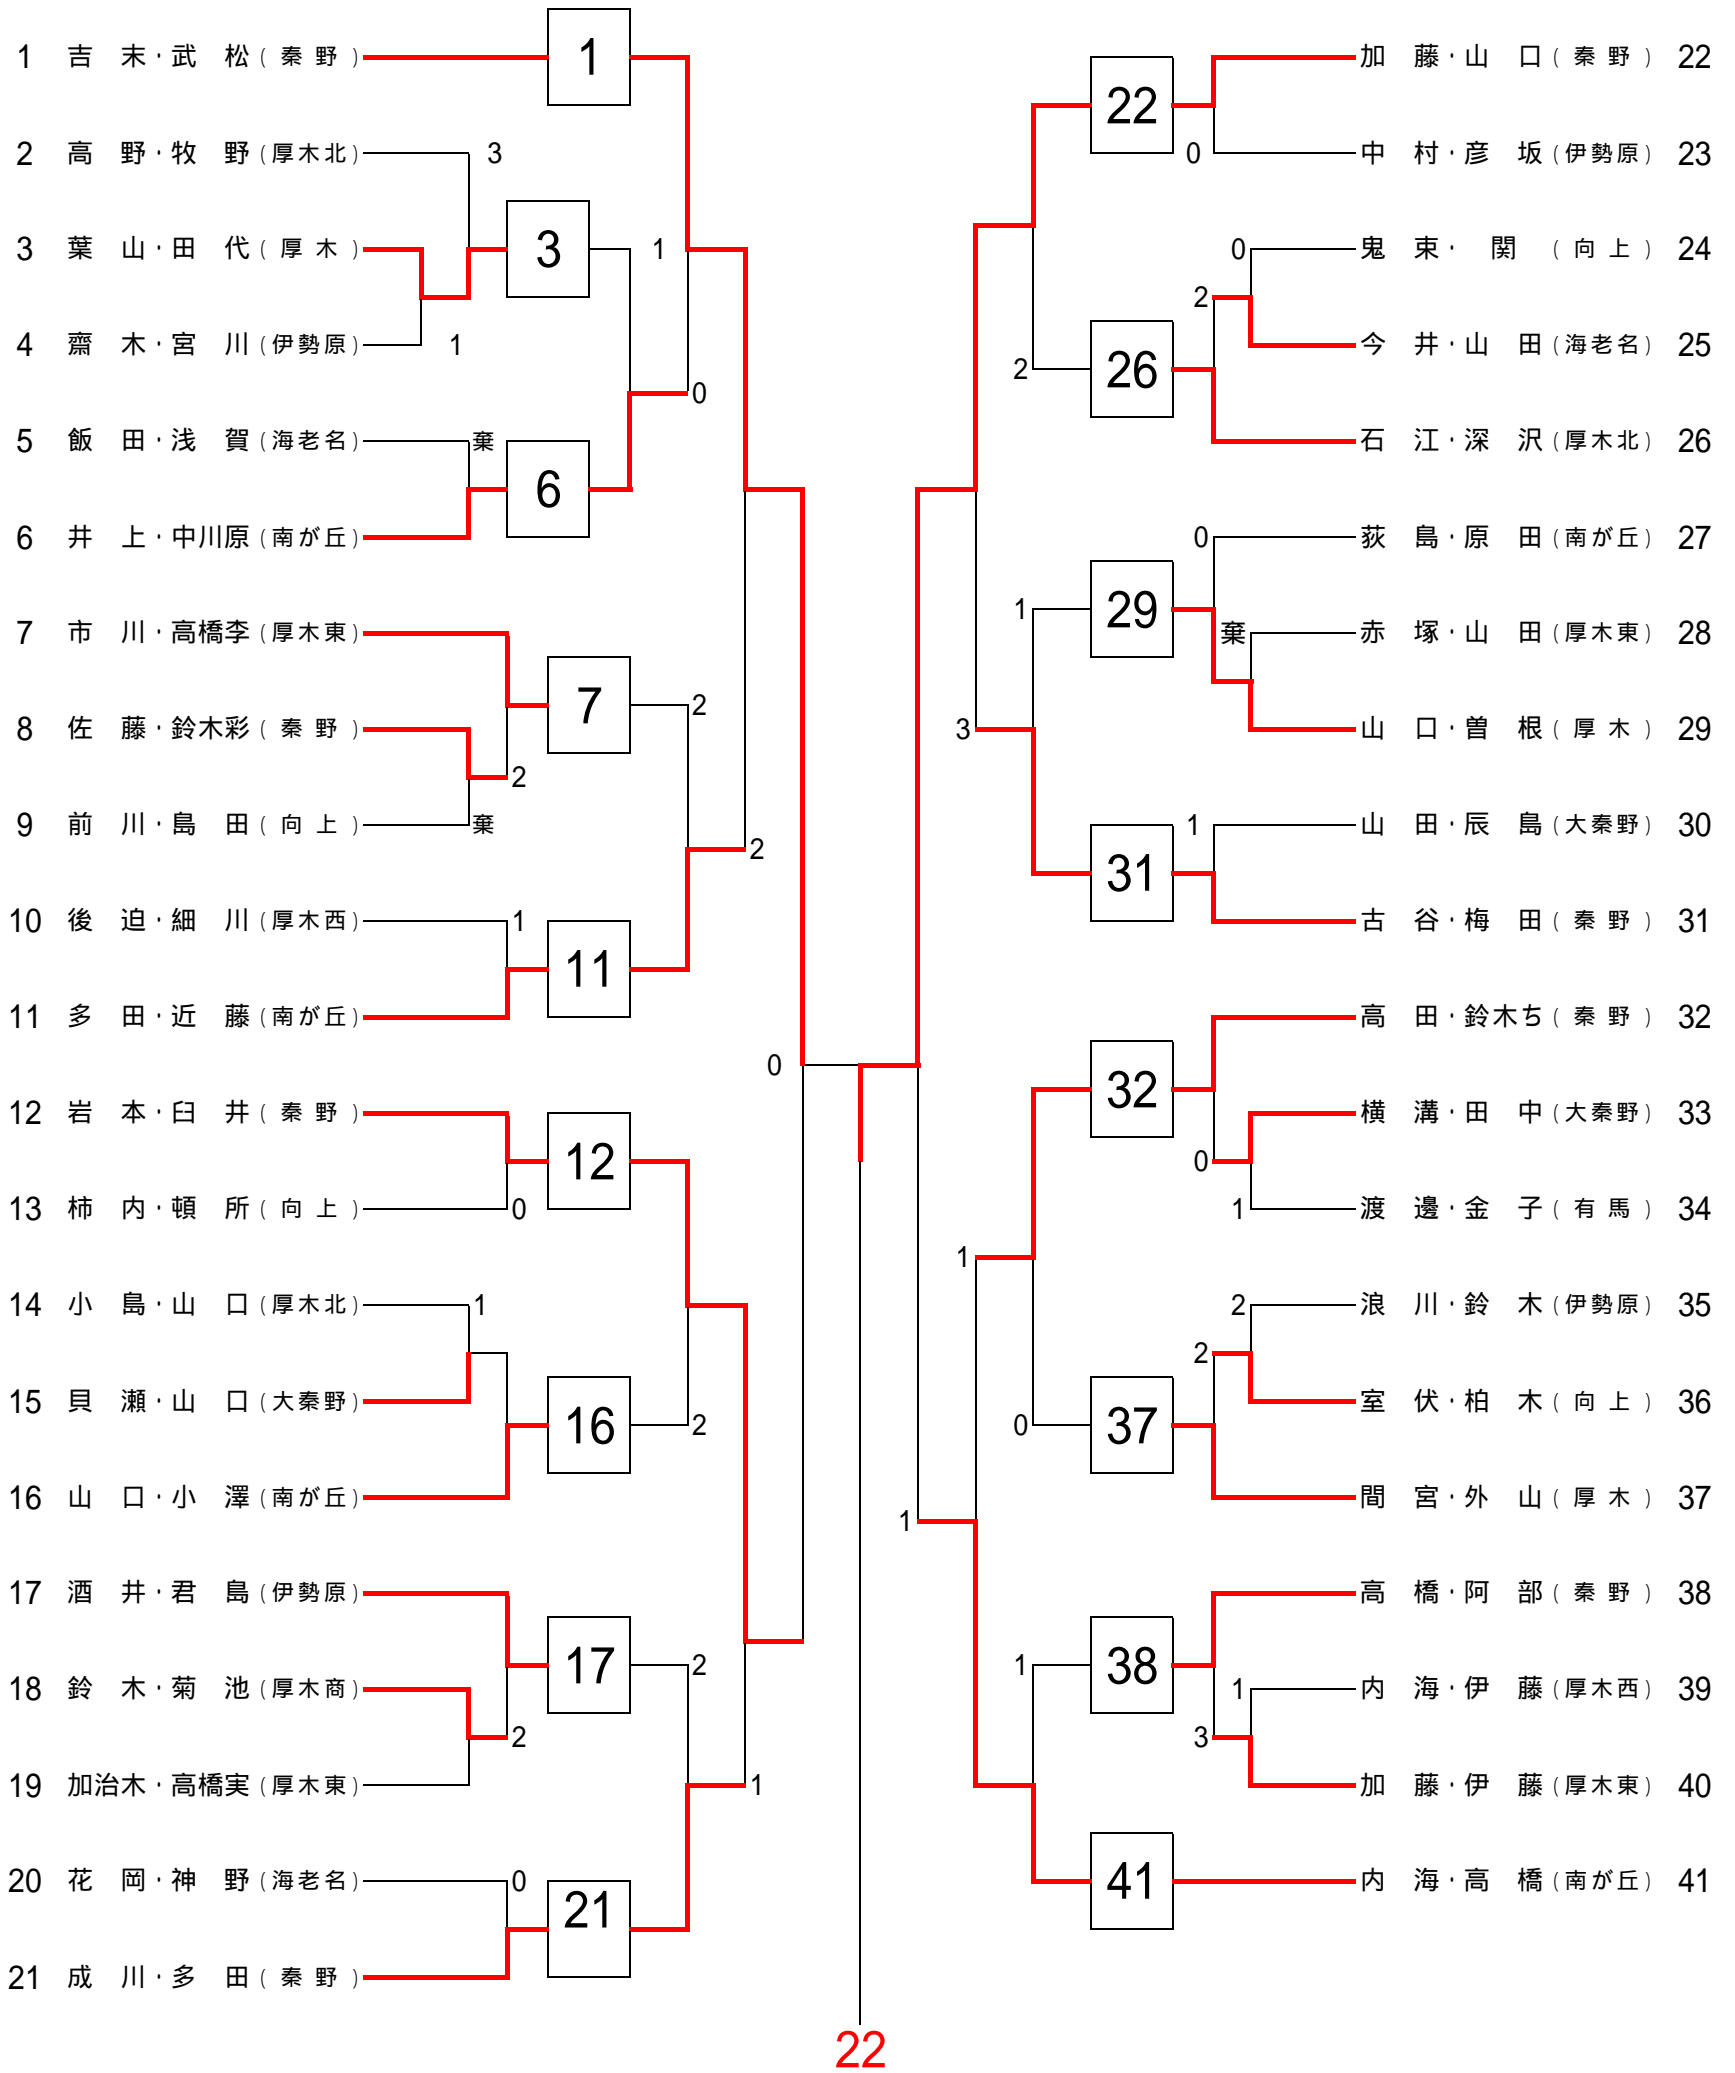 1 吉 末・武 松 ( 秦 野 )
1
2 高 野・牧 野 (厚木北)
3
3 葉 山・田 代 ( 厚 木 )
3
1
4 齋 木・宮 川 (伊勢原)
1
0
5 飯 田・浅 賀 (海老名)
棄
6
6 井 上・中川原 (南が丘)
7 市 川・高橋李 (厚木東)
7
2
8 佐 藤・鈴木彩 ( 秦 野 )
2
9 前 川・島 田 ( 向 上 )
棄
2
10 後 迫・細 川 (厚木西)
1
11
11 多 田・近 藤 (南が丘)
0
12 岩 本・臼 井 ( 秦 野 )
12
13 柿 内・頓 所 ( 向 上 )
0
14 小 島・山 口 (厚木北)
1
15 貝 瀬・山 口 (大秦野)
16
2
16 山 口・小 澤 (南が丘)
17 酒 井・君 島 (伊勢原)
17
2
18 鈴 木・菊 池 (厚木商)
2
19 加治木・高橋実 (厚木東)
1
20 花 岡・神 野 (海老名)
0
21
21 成 川・多 田 ( 秦 野 )
加 藤・山 口 ( 秦 野 ) 22
22
0
中 村・彦 坂 (伊勢原) 23
0
鬼 束・ 関 ( 向 上 ) 24
2
今 井・山 田 (海老名) 25
2
26
石 江・深 沢 (厚木北) 26
0
荻 島・原 田 (南が丘) 27
1
29
棄
赤 塚・山 田 (厚木東) 28
3
山 口・曽 根 ( 厚 木 ) 29
1
山 田・辰 島 (大秦野) 30
31
古 谷・梅 田 ( 秦 野 ) 31
高 田・鈴木ち ( 秦 野 ) 32
32
横 溝・田 中 (大秦野) 33
0
1
渡 邊・金 子 ( 有 馬 ) 34
1
2
浪 川・鈴 木 (伊勢原) 35
2
室 伏・柏 木 ( 向 上 ) 36
0
37
間 宮・外 山 ( 厚 木 ) 37
1
高 橋・阿 部 ( 秦 野 ) 38
1
38
1
内 海・伊 藤 (厚木西) 39
3
加 藤・伊 藤 (厚木東) 40
41
内 海・高 橋 (南が丘) 41
22